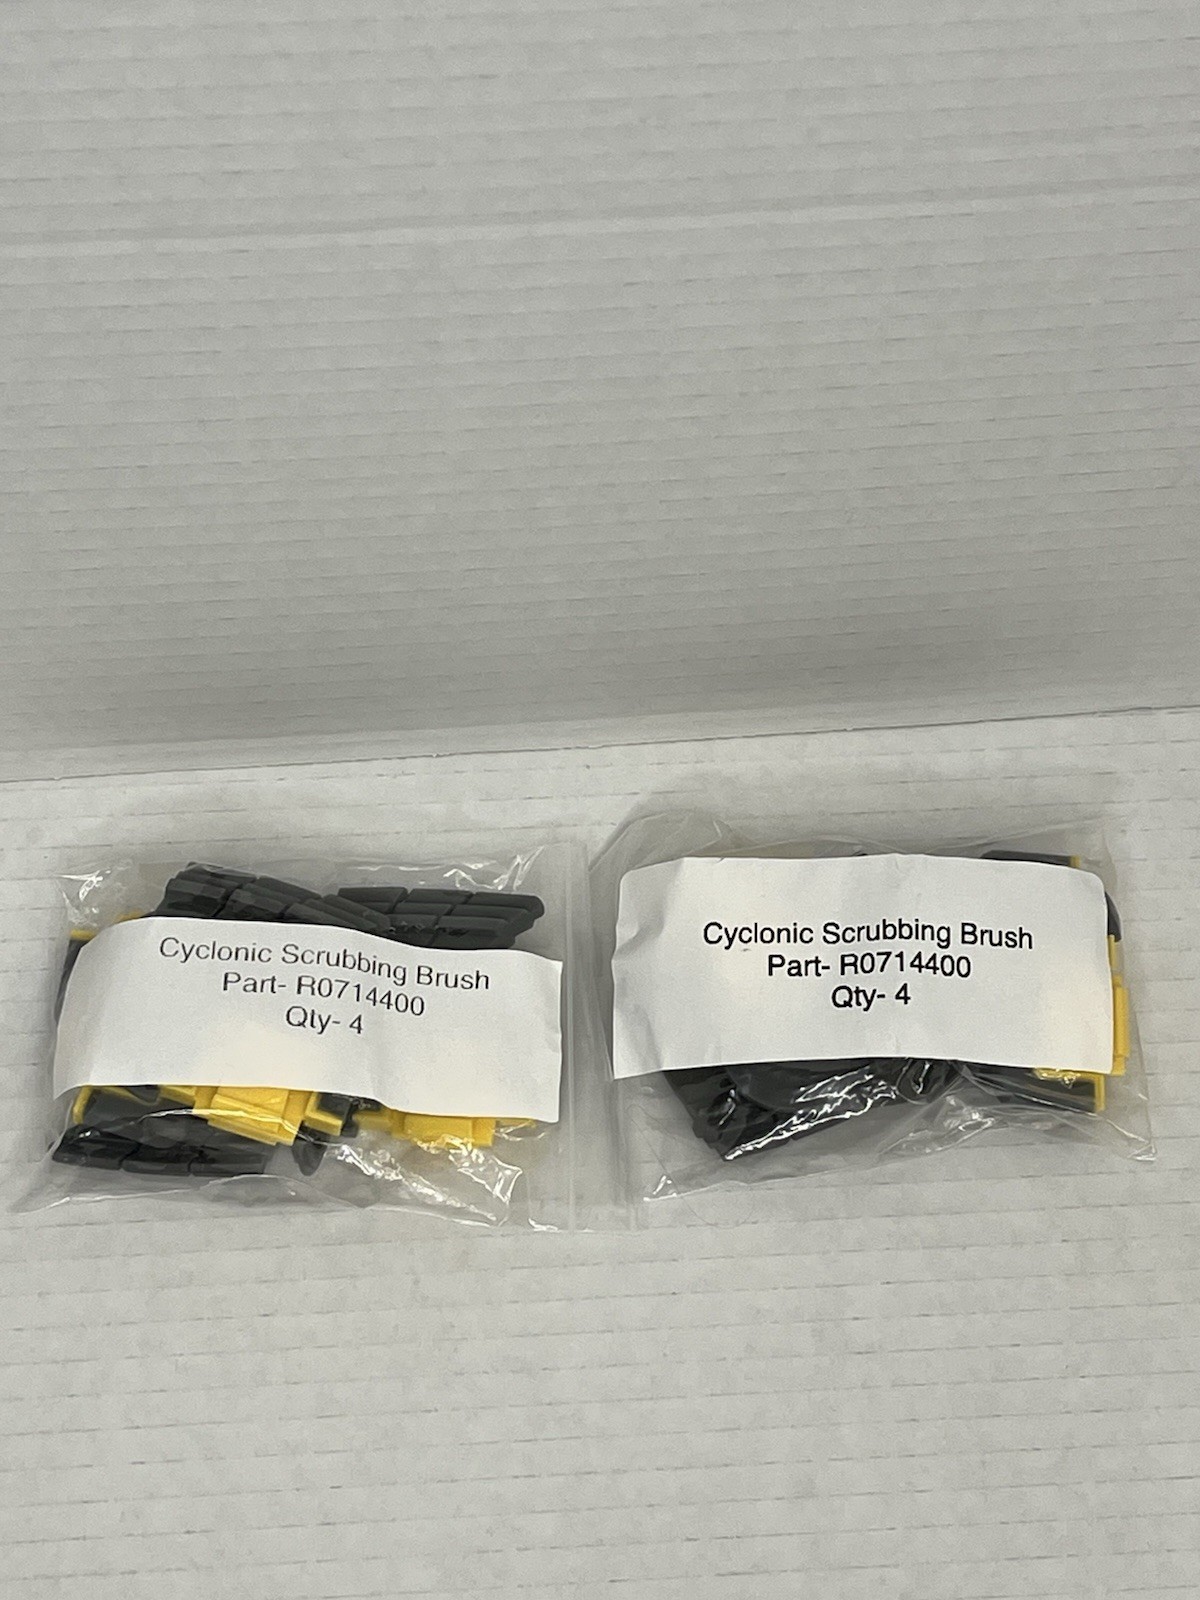 Cyclonic Scrubbing Brush
Part- R0714400
Qty- 4
Cyclonic Scrubbing Brush
Part- R0714400
Qty- 4